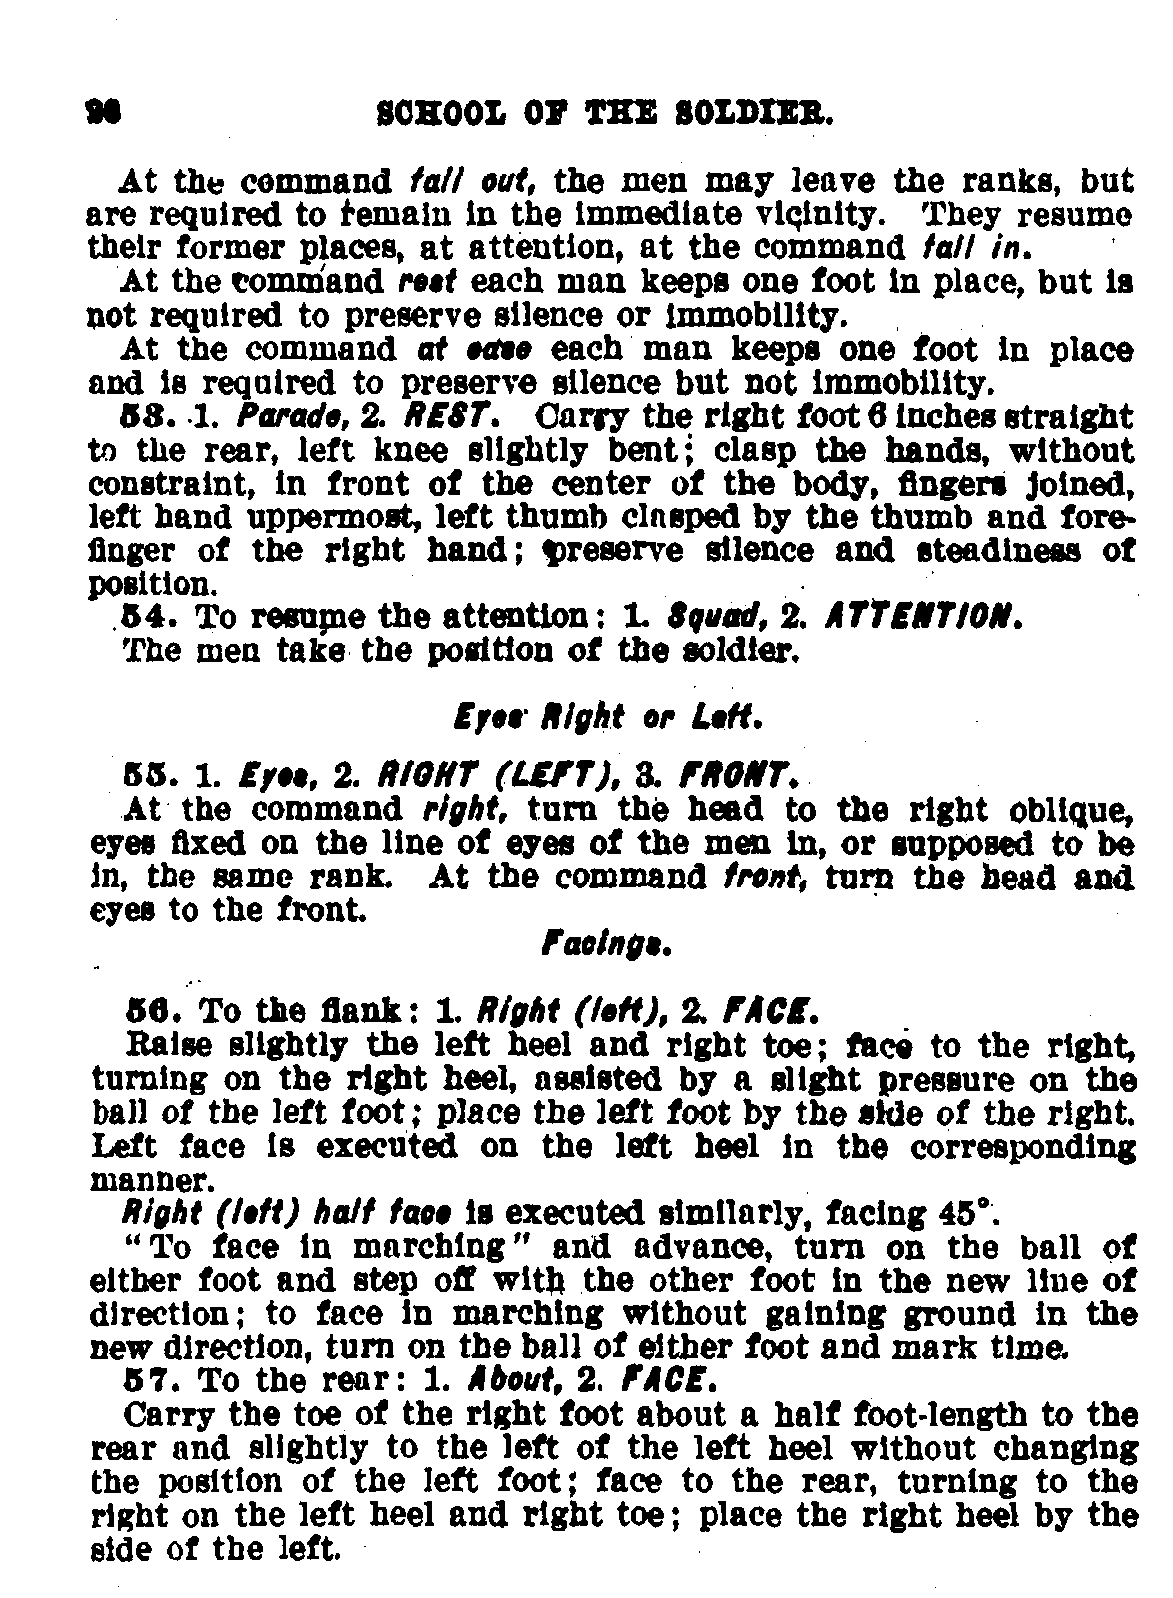 SCHOOL OF THE SOLDIER.
At the command fall out, the men may leave the ranks, but
are required to remain in the immediate vicinity. They resume
their former places, at attention, at the command fall in.
At the command rest each man keeps one foot in place, but is
not required to preserve silence or immobility.
At the command at ease each man keeps one foot in place
and is required to preserve silence but not immobility.
53. 1. Parade, 2. REST. Carry the right foot 6 inches straight
to the rear, left knee slightly bent; clasp the hands, without
constraint, in front of the center of the body, fingers joined,
left hand uppermost, left thumb clasped by the thumb and fore-
finger of the right hand; preserve silence and steadiness of
position.
54. To resume the attention: 1. Squad, 2. ATTENTION.
The men take the position of the soldier.
Eyes Right or Left.
55. 1. Eyes, 2. RIGHT (LEFT), 3. FRONT.
At the command right, turn the head to the right oblique,
eyes fixed on the line of eyes of the men in, or supposed to be
in, the same rank. At the command front, turn the head and
eyes to the front.
Facings.
56. To the flank: 1. Right (left), 2. FACE.
Raise slightly the left heel and right toe; face to the right,
turning on the right heel, assisted by a slight pressure on the
ball of the left foot; place the left foot by the side of the right.
Left face is executed on the left heel in the corresponding
manner.
Right (left) half face is executed similarly, facing 45°.
"To face in marching" and advance, turn on the ball of
either foot and step off with the other foot in the new line of
direction; to face in marching without gaining ground in the
new direction, turn on the ball of either foot and mark time.
57. To the rear: 1. About, 2. FACE.
Carry the toe of the right foot about a half foot-length to the
rear and slightly to the left of the left heel without changing
the position of the left foot; face to the rear, turning to the
right on the left heel and right toe; place the right heel by the
side of the left.